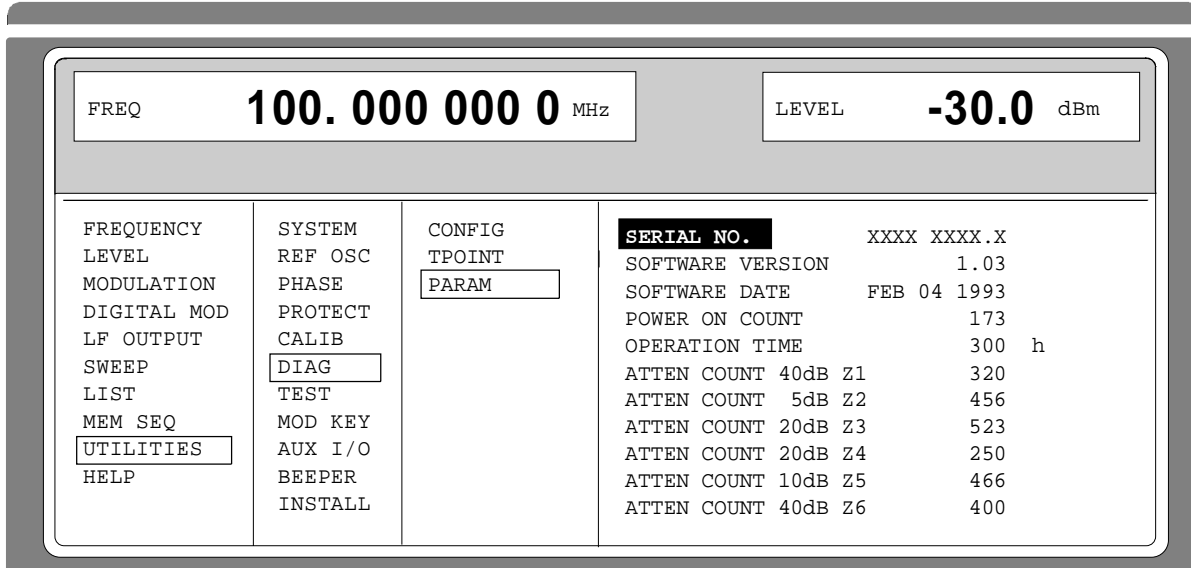 FREQ 100. 000 000 0 MHz
LEVEL -30.0 dBm
FREQUENCY
LEVEL
MODULATION
DIGITAL MOD
LF OUTPUT
SWEEP
LIST
MEM SEQ
UTILITIES
HELP
SYSTEM
REF OSC
PHASE
PROTECT
CALIB
DIAG
TEST
MOD KEY
AUX I/O
BEEPER
INSTALL
CONFIG
TPOINT
PARAM
SERIAL NO. XXXX XXXX.X
SOFTWARE VERSION 1.03
SOFTWARE DATE FEB 04 1993
POWER ON COUNT 173
OPERATION TIME 300 h
ATTEN COUNT 40dB Z1 320
ATTEN COUNT 5dB Z2 456
ATTEN COUNT 20dB Z3 523
ATTEN COUNT 20dB Z4 250
ATTEN COUNT 10dB Z5 466
ATTEN COUNT 40dB Z6 400